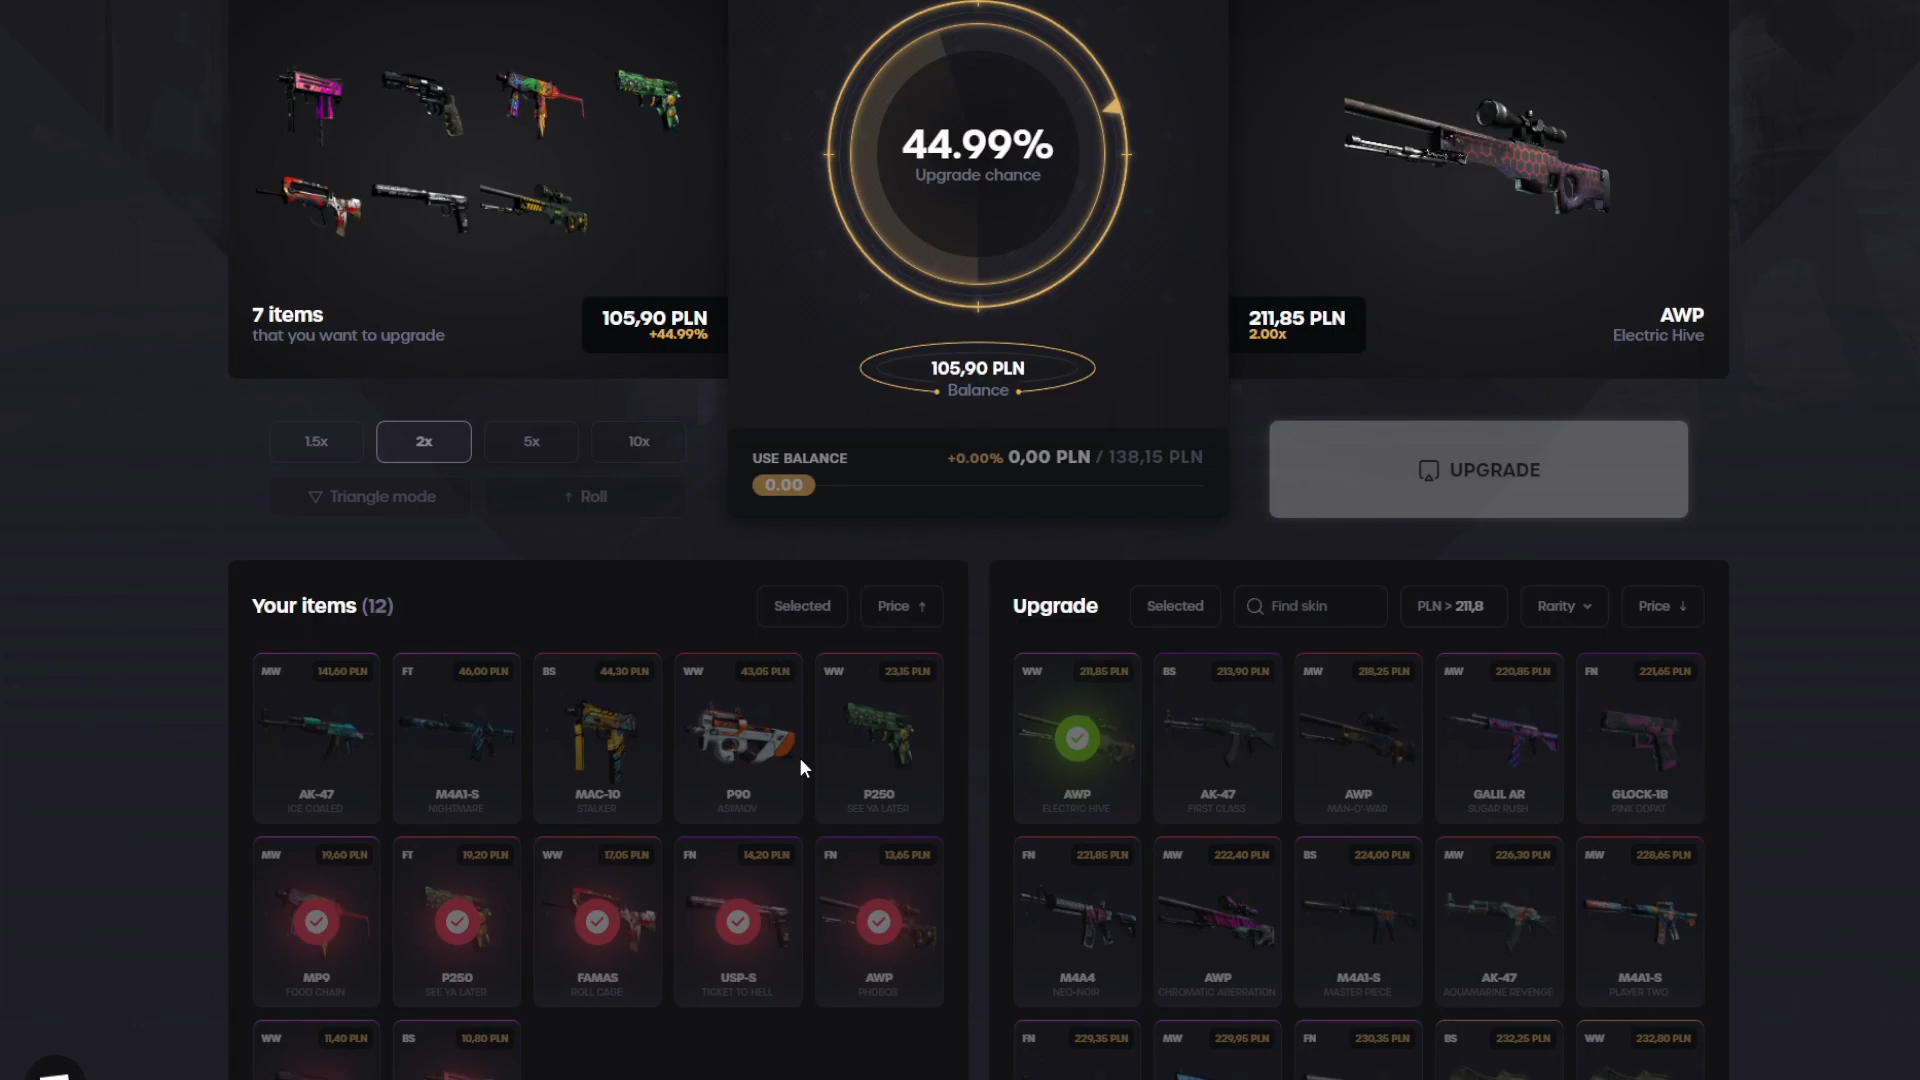 44.99%
Upgrade chance
7 items
that you want to upgrade
105,90 PLN
+44.99%
211,85 PLN
2.00x
AWP
Electric Hive
105,90 PLN
Balance
1.5x
2x
5x
10x
Triangle mode
Roll
USE BALANCE
+0.00% 0,00 PLN / 138,15 PLN
0.00
UPGRADE
Your items (12)
Selected
Price
MW 141,60 PLN
FT 46,00 PLN
BS 44,30 PLN
WW 43,05 PLN
WW 23,15 PLN
AK-47
M4A1-S
MAC-10
P90
P250
ICE COALED
NIGHTMARE
STALKER
ASIIMOV
SEE YA LATER
MW 19,60 PLN
FT 19,20 PLN
WW 17,05 PLN
FN 14,20 PLN
FN 13,65 PLN
MP9
P250
FAMAS
USP-S
AWP
FOOD CHAIN
SEE YA LATER
ROLL CAGE
TICKET TO HELL
PHOBOS
WW 11,40 PLN
BS 10,80 PLN
Upgrade
Selected
Find skin
PLN > 211,8
Rarity
Price
WW 211,85 PLN
BS 213,90 PLN
MW 218,25 PLN
MW 220,85 PLN
FN 221,65 PLN
AWP
AK-47
AWP
GALIL AR
GLOCK-18
ELECTRIC HIVE
FIRST CLASS
MAN-O'-WAR
SUGAR RUSH
PINK DDPAT
FN 221,85 PLN
MW 222,40 PLN
BS 224,00 PLN
MW 226,30 PLN
MW 228,65 PLN
M4A4
AWP
M4A1-S
AK-47
M4A1-S
NEO-NOIR
CHROMATIC ABERRATION
MASTER PIECE
AQUAMARINE REVENGE
PLAYER TWO
FN 229,35 PLN
MW 229,95 PLN
FN 230,35 PLN
BS 232,25 PLN
WW 232,80 PLN